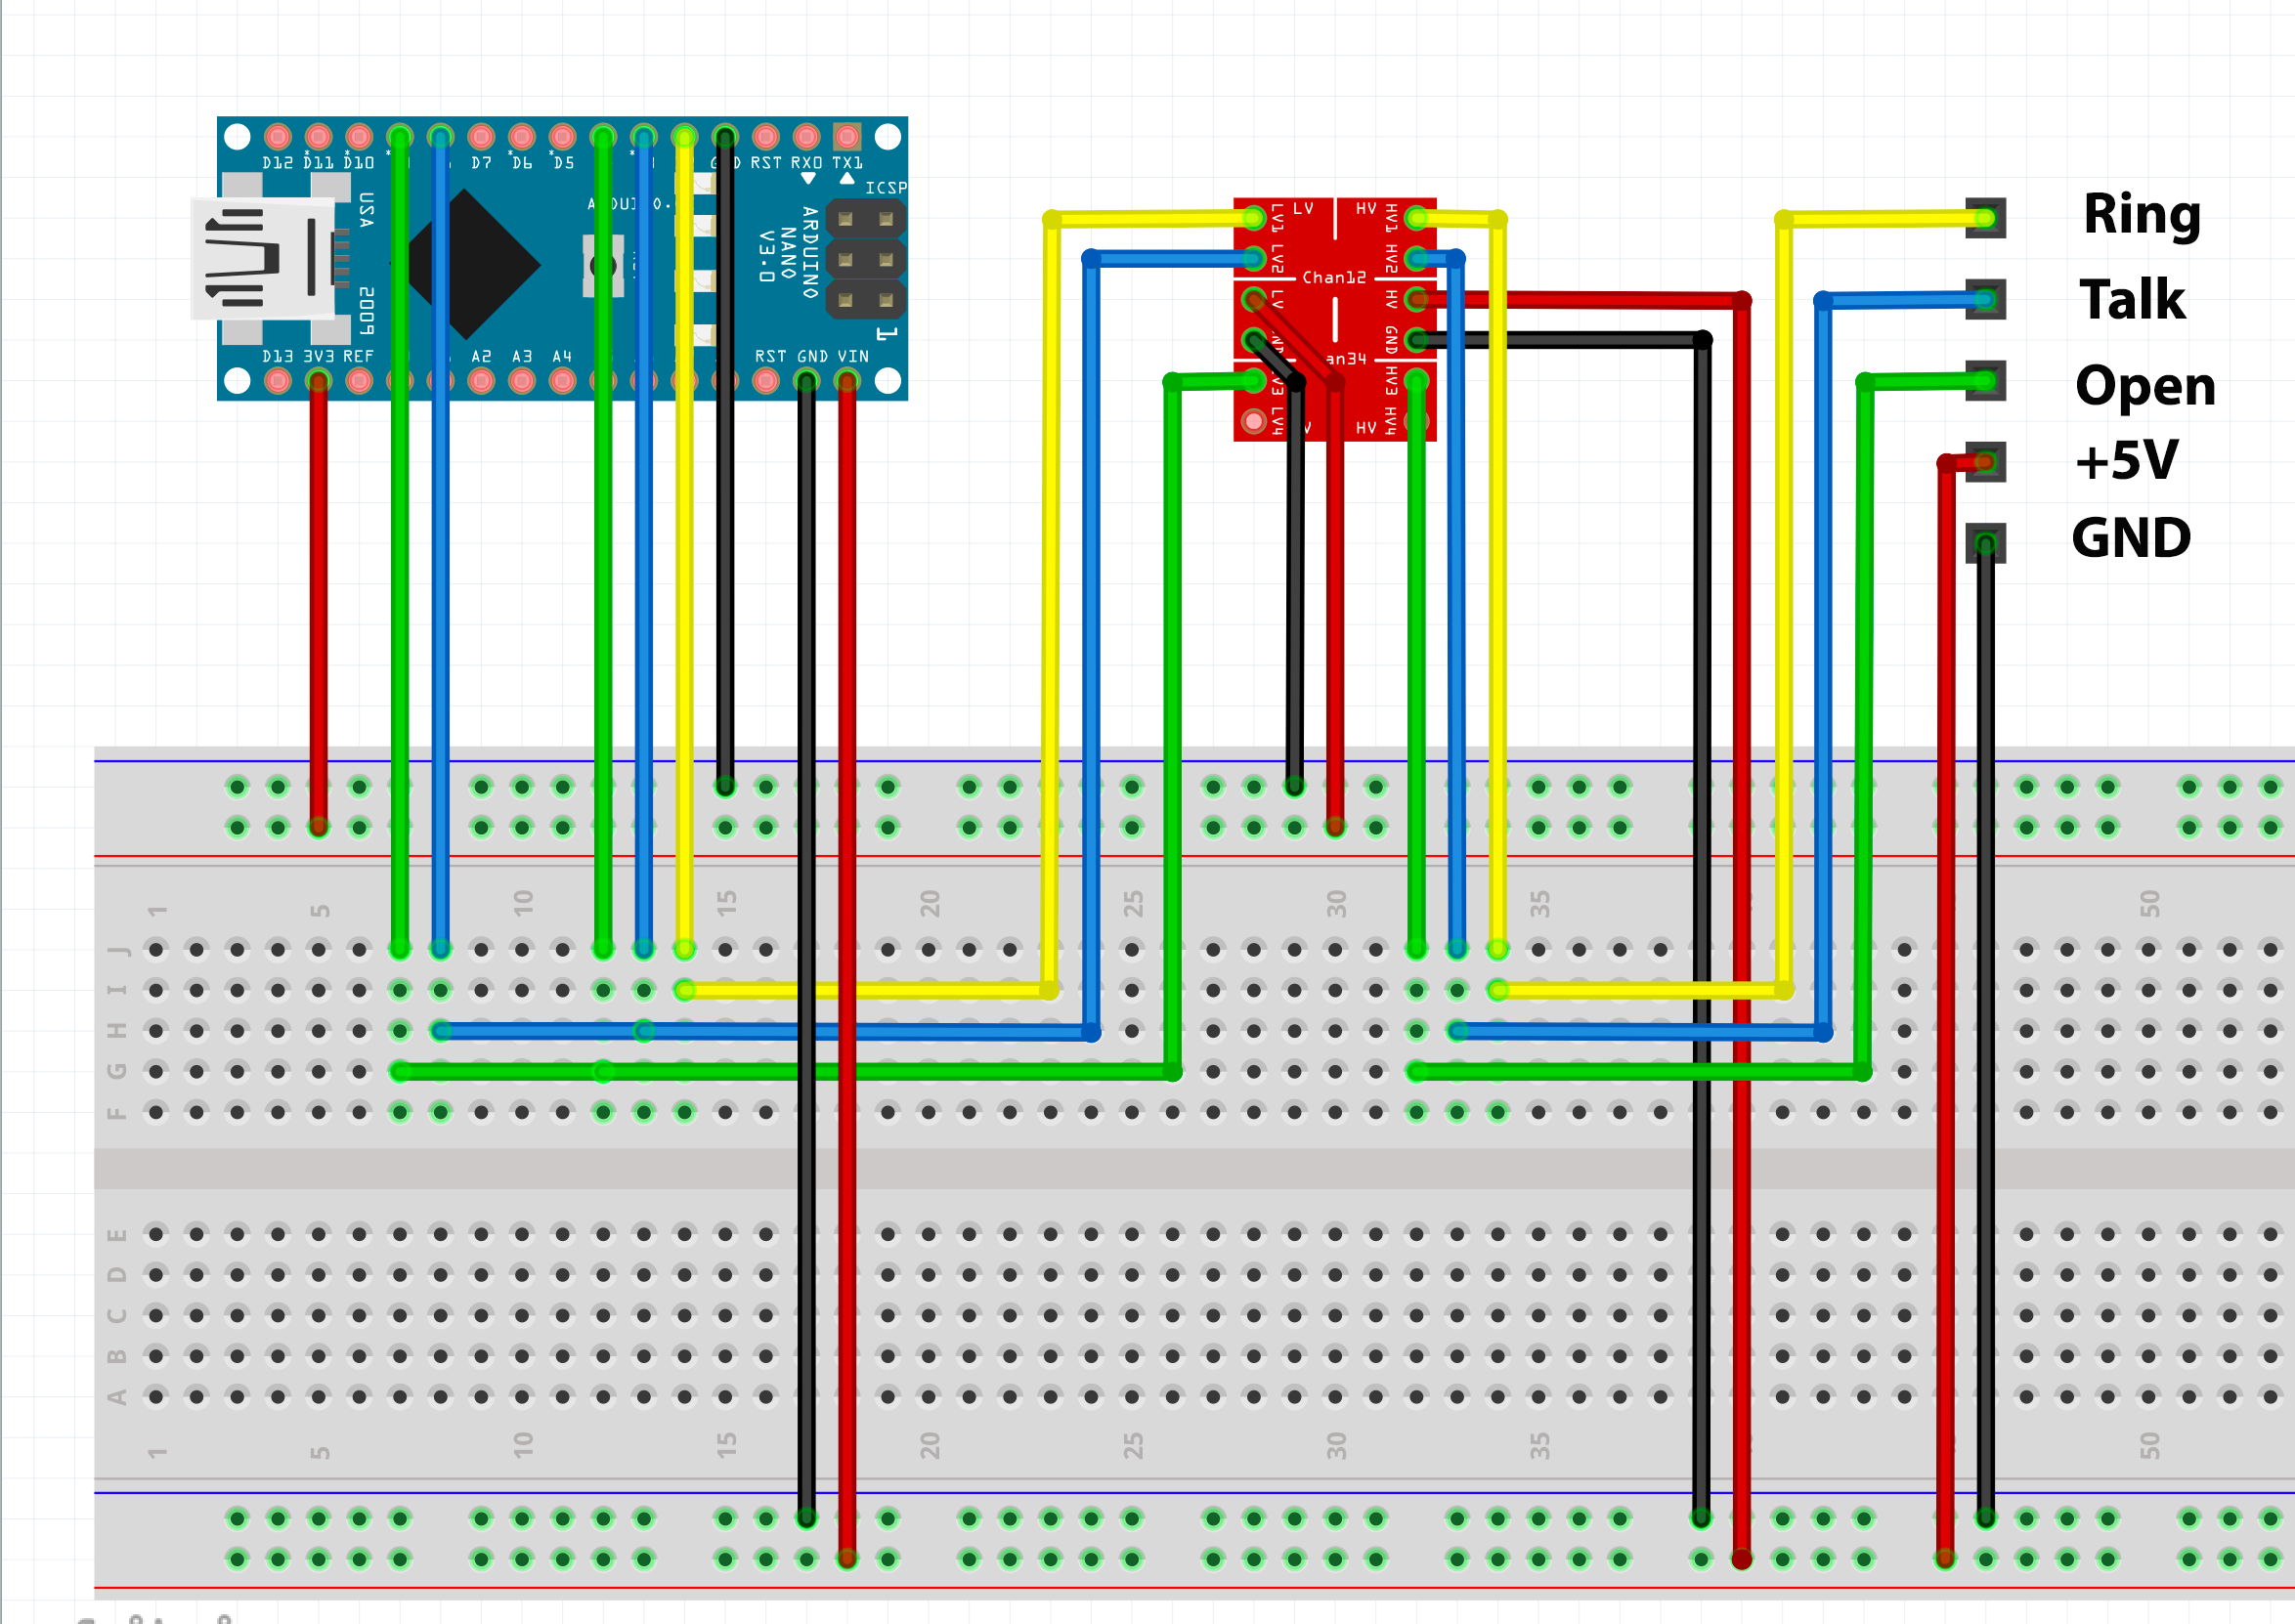 D12 D11 D10 D7 D6 D5 RST RX0 TX1
ICSP
USA
2009
ARDUINO
NANO
V3.0
1
D13 3V3 REF A2 A3 A4 RST GND VIN
LV HV
LV1 HV1
LV2 HV2
Chan12
LV HV
GND
LV3 HV3
LV4 HV4
HV
Ring
Talk
Open
+5V
GND
1 5 10 15 20 25 30 35 50
J
I
H
G
F
E
D
C
B
A
1 5 10 15 20 25 30 35 50